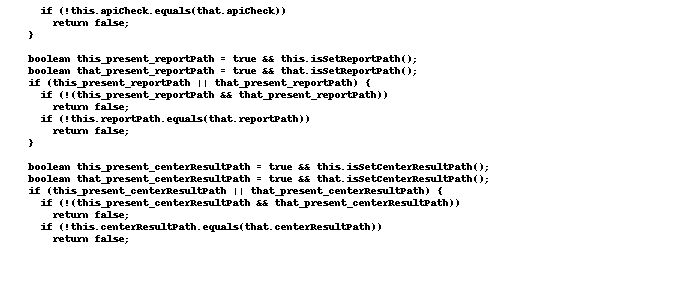 if (!this.apiCheck.equals(that.apiCheck))
return false;
}
boolean this_present_reportPath = true && this.isSetReportPath();
boolean that_present_reportPath = true && that.isSetReportPath();
if (this_present_reportPath || that_present_reportPath) {
if (!(this_present_reportPath && that_present_reportPath))
return false;
if (!this.reportPath.equals(that.reportPath))
return false;
}
boolean this_present_centerResultPath = true && this.isSetCenterResultPath();
boolean that_present_centerResultPath = true && that.isSetCenterResultPath();
if (this_present_centerResultPath || that_present_centerResultPath) {
if (!(this_present_centerResultPath && that_present_centerResultPath))
return false;
if (!this.centerResultPath.equals(that.centerResultPath))
return false;